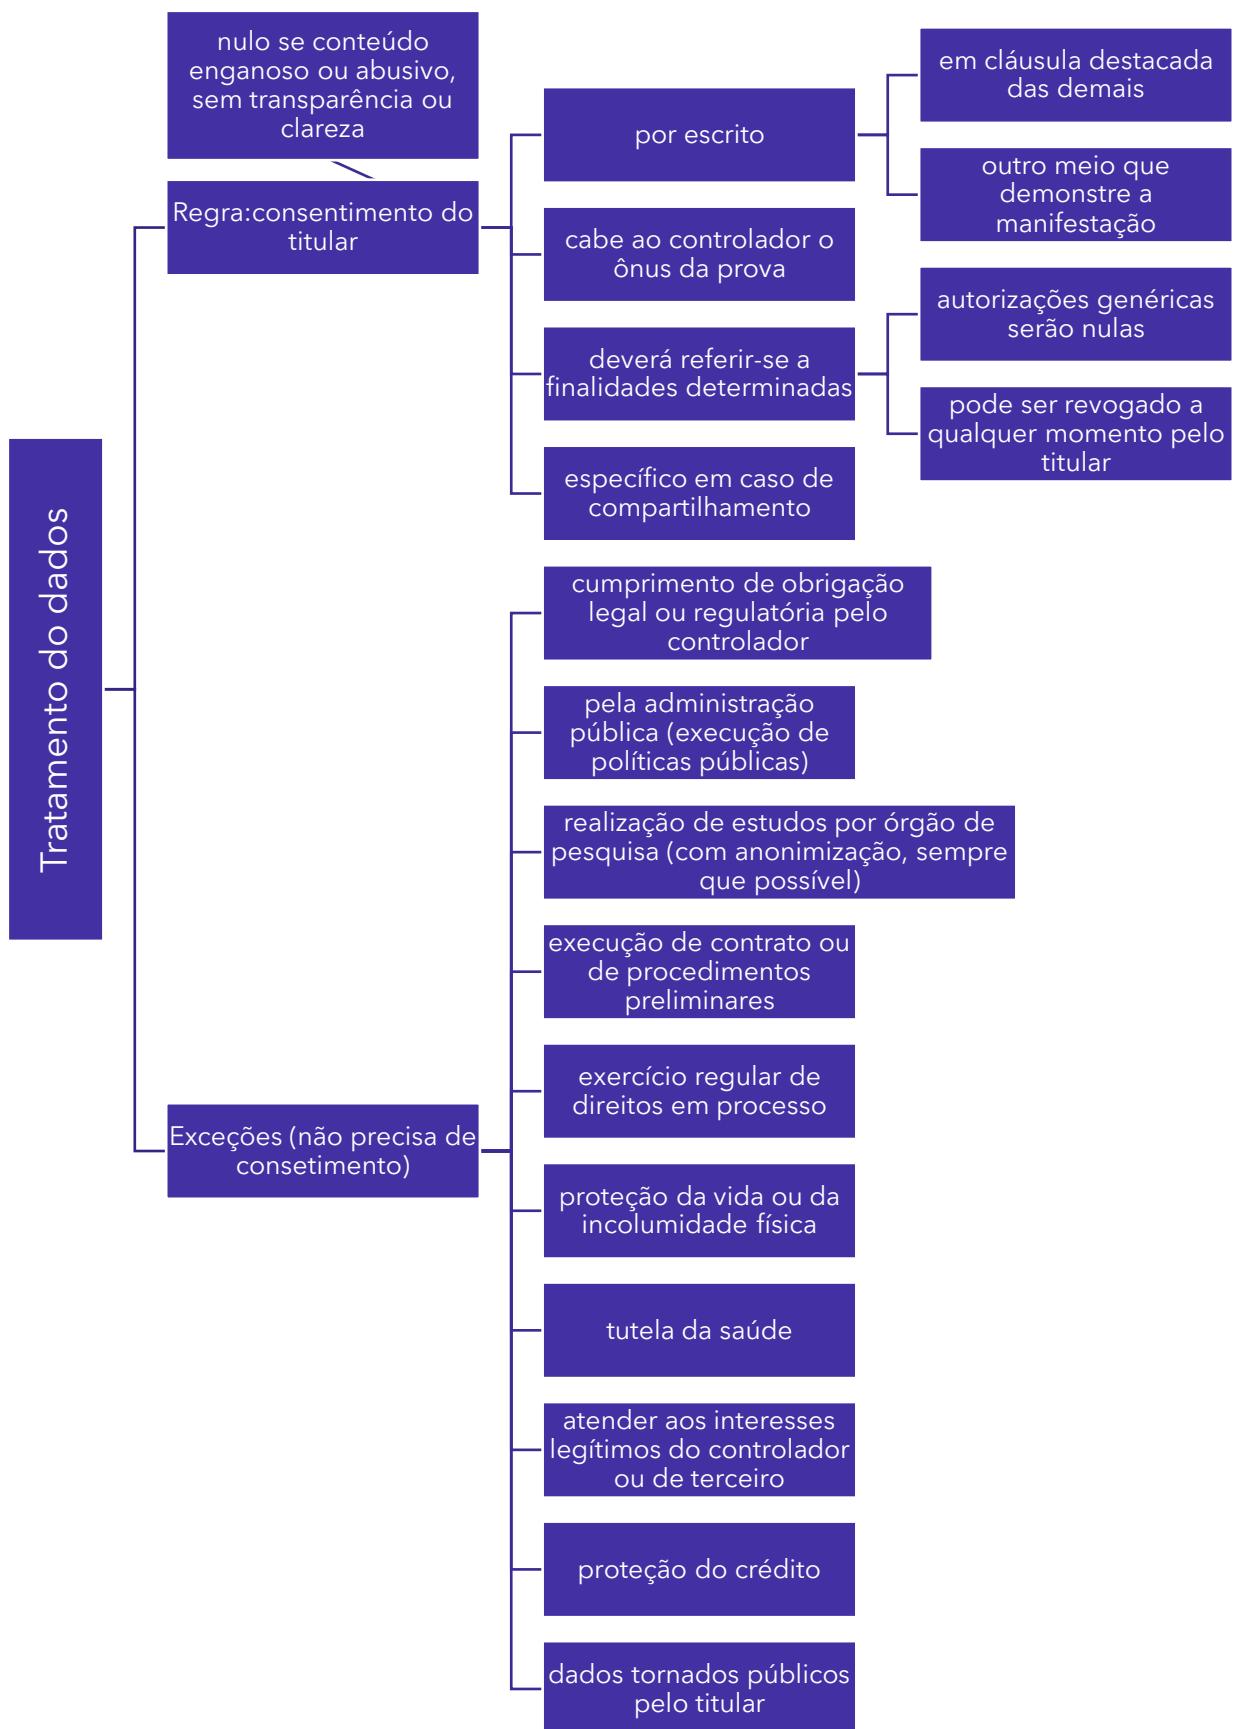 Tratamento do dados
nulo se conteúdo
enganoso ou abusivo,
sem transparência ou
clareza
Regra:consentimento do
titular
por escrito
em cláusula destacada
das demais
outro meio que
demonstre a
manifestação
cabe ao controlador o
ônus da prova
deverá referir-se a
finalidades determinadas
autorizações genéricas
serão nulas
pode ser revogado a
qualquer momento pelo
titular
específico em caso de
compartilhamento
Exceções (não precisa de
consetimento)
cumprimento de obrigação
legal ou regulatória pelo
controlador
pela administração
pública (execução de
políticas públicas)
realização de estudos por órgão de
pesquisa (com anonimização, sempre
que possível)
execução de contrato ou
de procedimentos
preliminares
exercício regular de
direitos em processo
proteção da vida ou da
incolumidade física
tutela da saúde
atender aos interesses
legítimos do controlador
ou de terceiro
proteção do crédito
dados tornados públicos
pelo titular